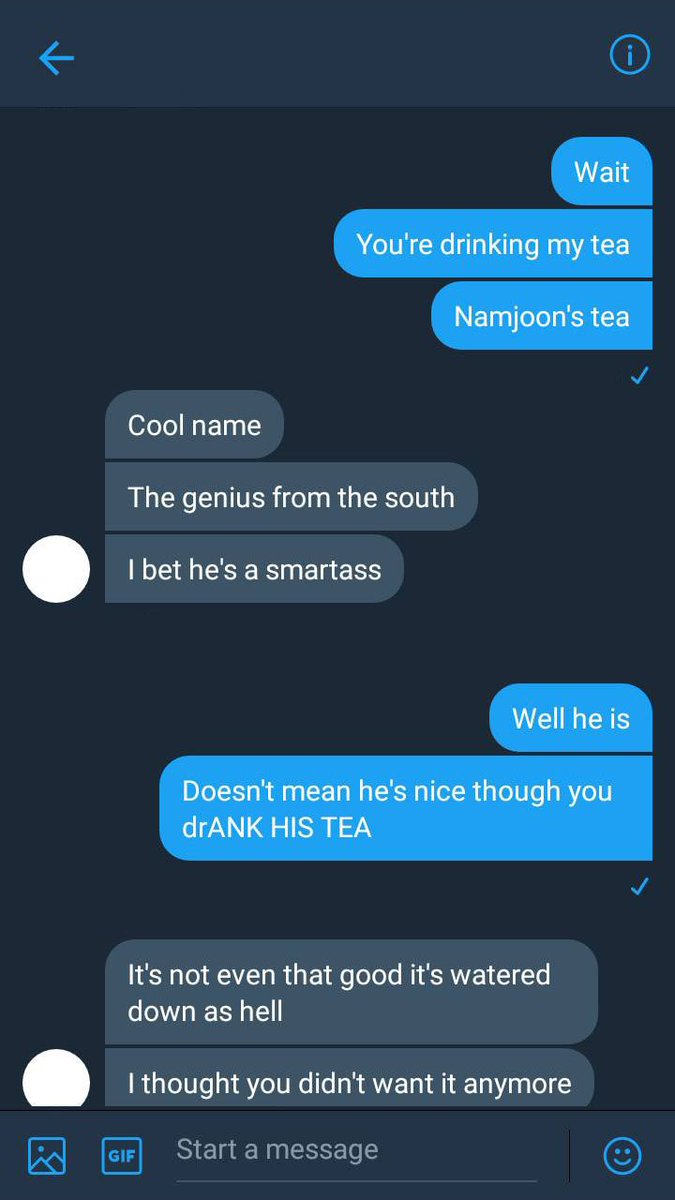 Wait
You're drinking my tea
Namjoon's tea
Cool name
The genius from the south
I bet he's a smartass
Well he is
Doesn't mean he's nice though you
drANK HIS TEA
It's not even that good it's watered
down as hell
I thought you didn't want it anymore
GIF
Start a message